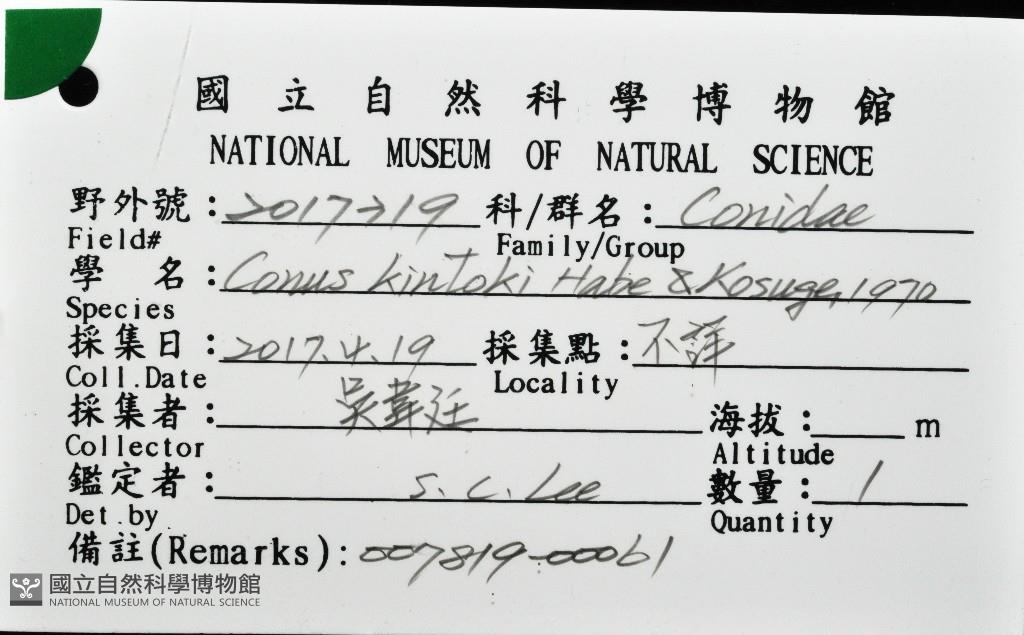 國立自然科學博物館
NATIONAL MUSEUM OF NATURAL SCIENCE
野外號：2017219 科/群名：Conidae
Field# Family/Group
學 名：Conus kintoki Habe & Kosuge, 1970
Species
採集日：2017.4.19 採集點：不詳
Coll.Date Locality
採集者：吳韋廷 海拔： m
Collector Altitude
鑑定者：S.C. Lee 數量：1
Det.by Quantity
備註(Remarks):007819-00061
國立自然科學博物館
NATIONAL MUSEUM OF NATURAL SCIENCE